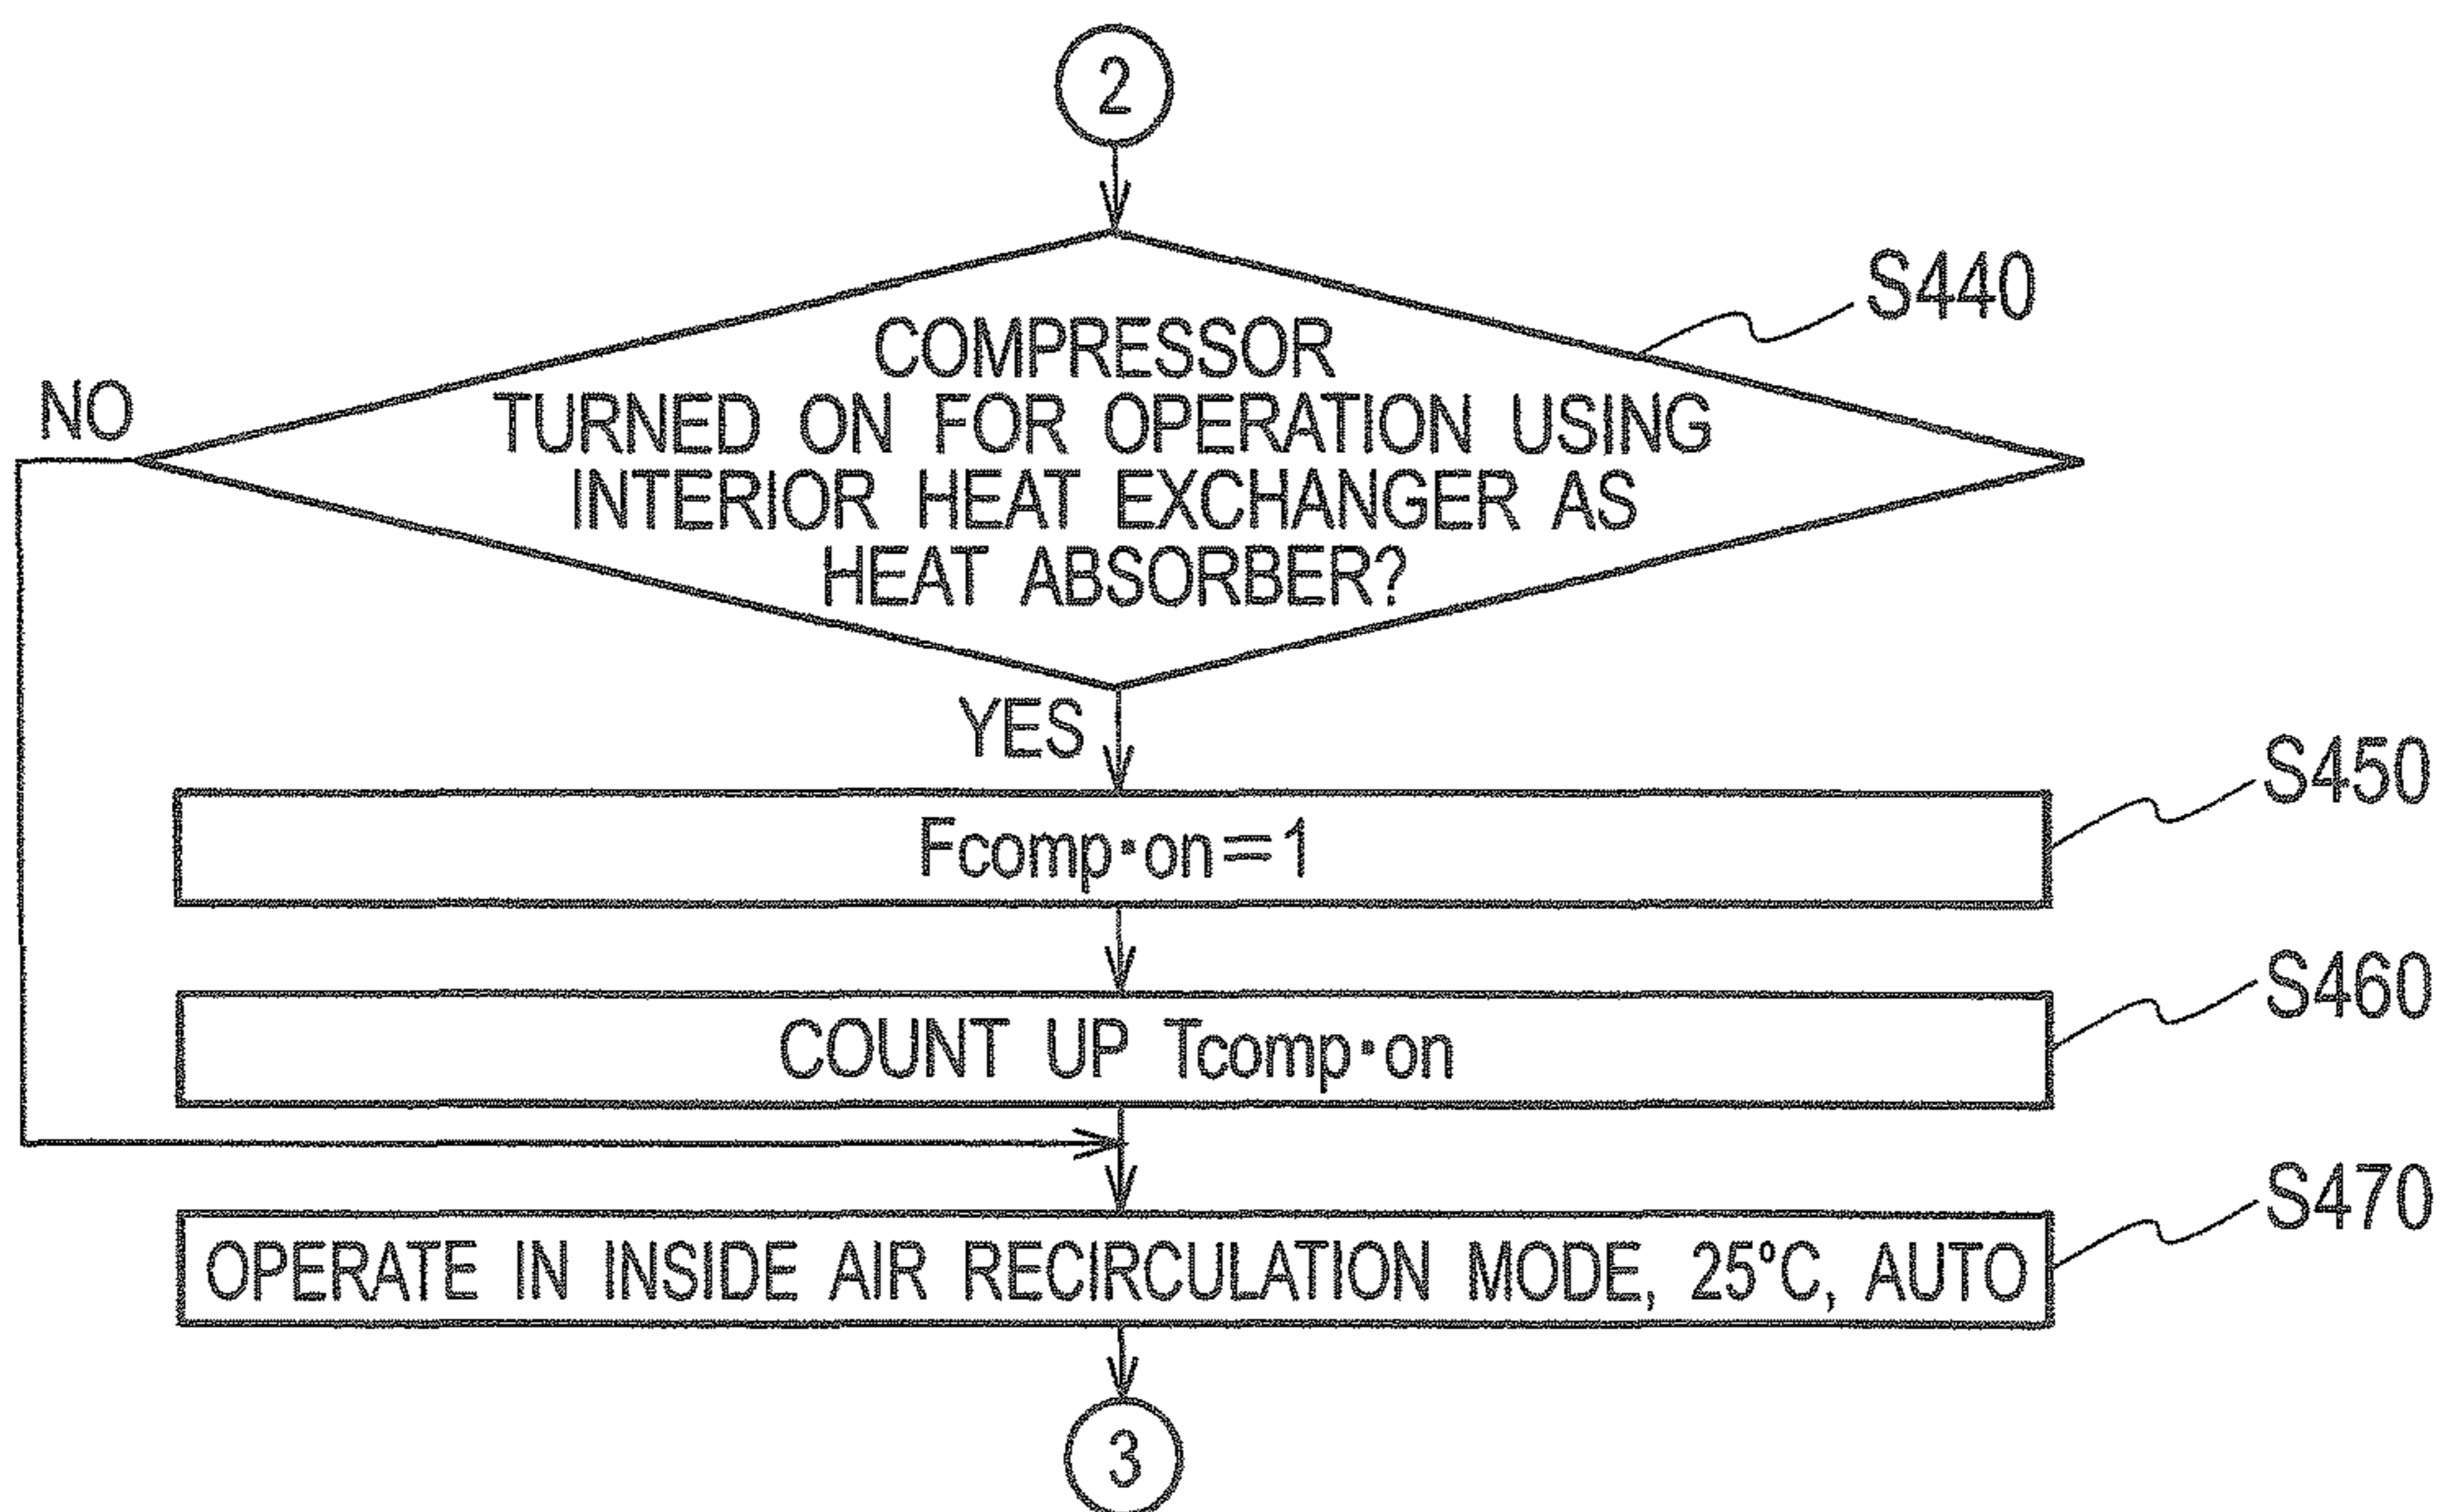 2
S440
COMPRESSOR
TURNED ON FOR OPERATION USING
INTERIOR HEAT EXCHANGER AS
HEAT ABSORBER?
NO
YES
S450
Fcomp·on=1
S460
COUNT UP Tcomp·on
S470
OPERATE IN INSIDE AIR RECIRCULATION MODE, 25°C, AUTO
3